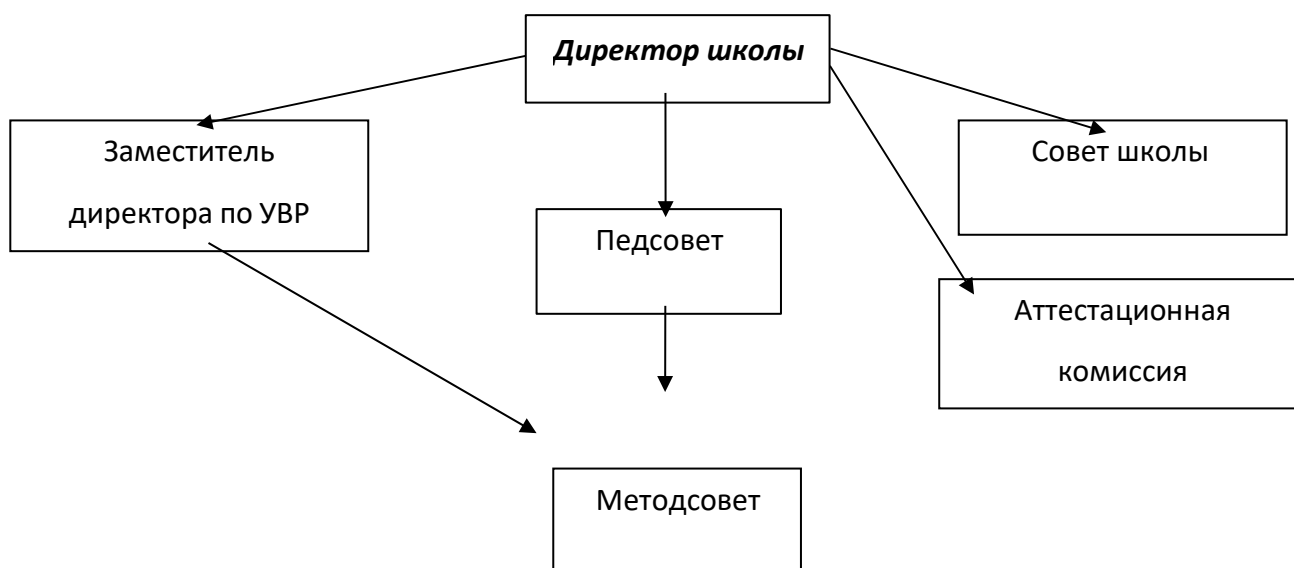 Директор школы
Заместитель
директора по УВР
Совет школы
Педсовет
Аттестационная
комиссия
Методсовет